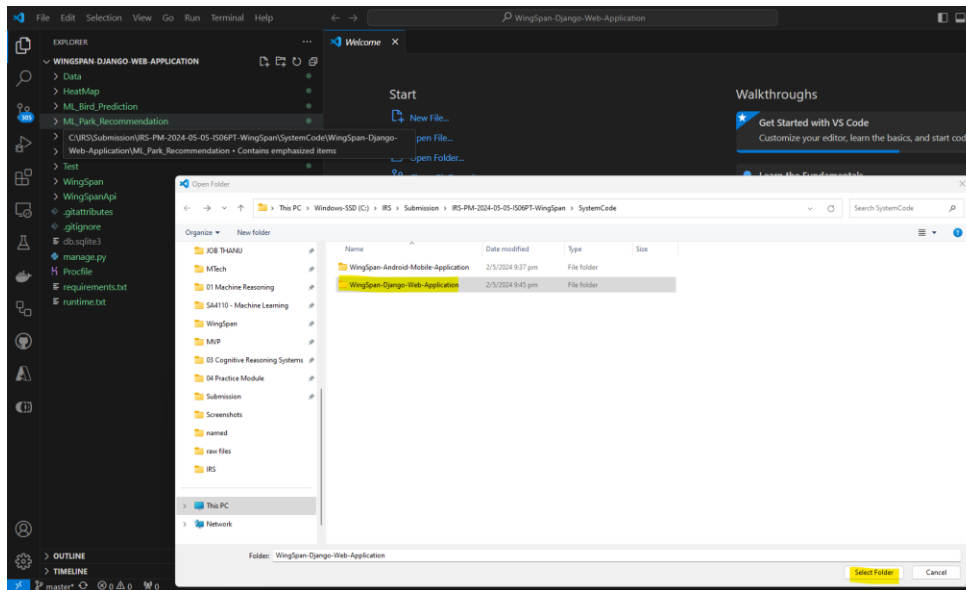 File Edit Selection View Go Run Terminal Help
WingSpan-Django-Web-Application
EXPLORER
Welcome
WINGSPAN-DJANGO-WEB-APPLICATION
Data
HeatMap
ML_Bird_Prediction
ML_Park_Recommendation
C:\IRS\Submission\IRS-PM-2024-05-05-IS06PT-WingSpan\SystemCode\WingSpan-Django-
Web-Application\ML_Park_Recommendation • Contains emphasized items
Test
WingSpan
WingSpanApi
.gitattributes
.gitignore
db.sqlite3
manage.py
Procfile
requirements.txt
runtime.txt
305
Start
New File...
pen File...
Open Folder...
Walkthroughs
Get Started with VS Code
Customize your editor, learn the basics, and start cod
Learn the Fundamentals
Open Folder
This PC > Windows-SSD (C:) > IRS > Submission > IRS-PM-2024-05-05-IS06PT-WingSpan > SystemCode
Search SystemCode
Organize New folder
Name Date modified Type Size
JOB THANU
MTech
01 Machine Reasoning
SA4110 - Machine Learning
WingSpan
MVP
03 Cognitive Reasoning Systems
04 Practice Module
Submission
Screenshots
named
raw files
IRS
This PC
Network
WingSpan-Android-Mobile-Application 2/5/2024 9:37 pm File folder
WingSpan-Django-Web-Application 2/5/2024 9:45 pm File folder
Folder: WingSpan-Django-Web-Application
Select Folder Cancel
OUTLINE
TIMELINE
master* 0 0 0